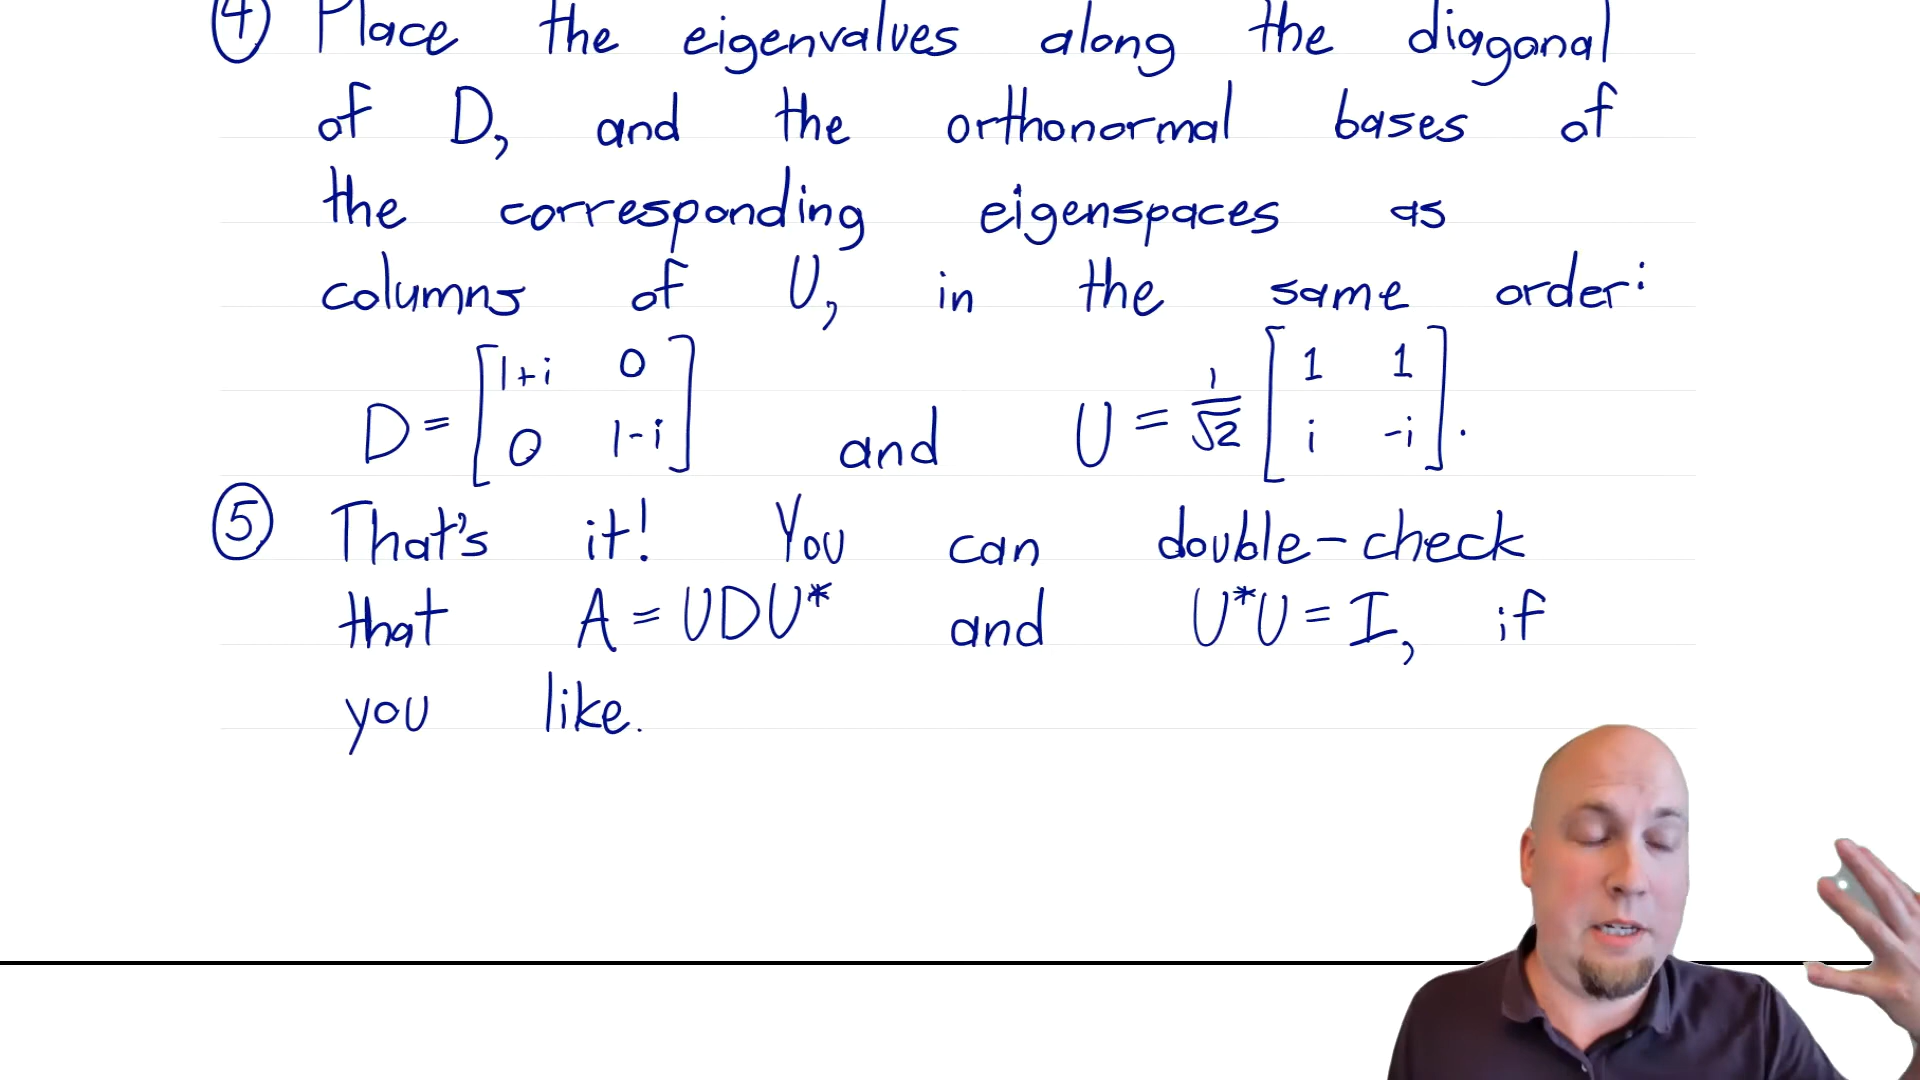 ④ Place the eigenvalues along the diagonal
of D, and the orthonormal bases of
the corresponding eigenspaces as
columns of U, in the same order:
D = [1+i 0; 0 1-i] and U = 1/√2 [1 1; i -i].
⑤ That's it! You can double-check
that A = UDU* and U*U = I, if
you like.